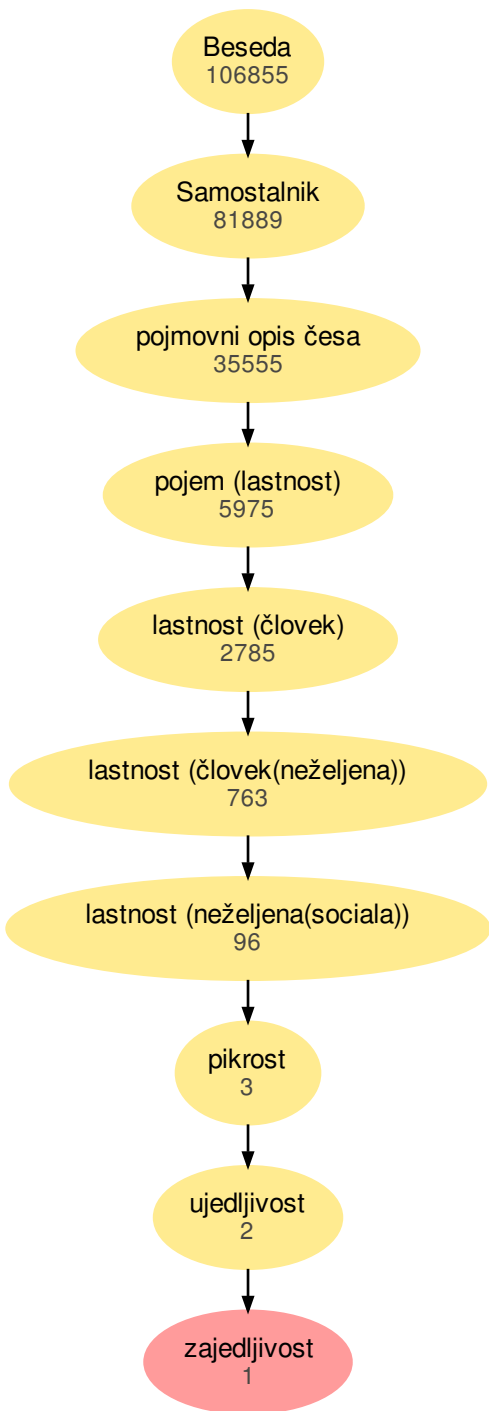 Beseda
106855
Samostalnik
81889
pojmovni opis česa
35555
pojem (lastnost)
5975
lastnost (človek)
2785
lastnost (človek(neželjena))
763
lastnost (neželjena(sociala))
96
pikrost
3
ujedljivost
2
zajedljivost
1